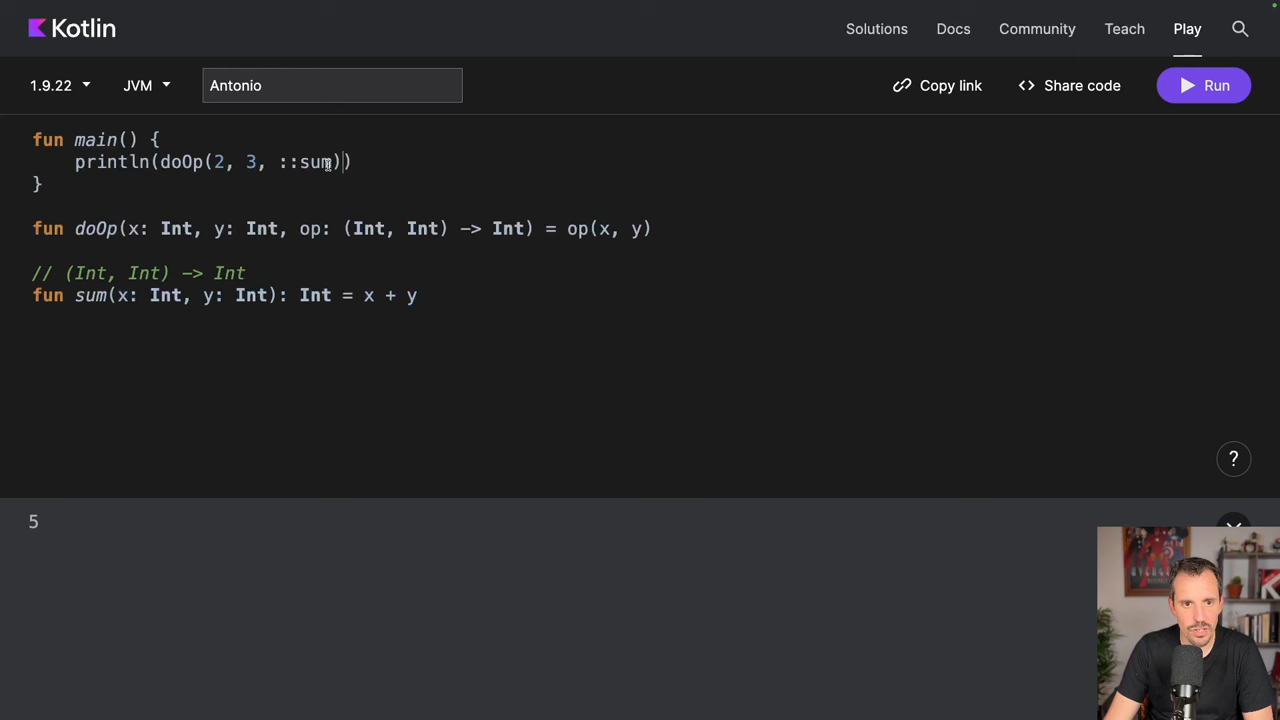 Kotlin
Solutions Docs Community Teach Play
1.9.22 JVM Antonio Copy link Share code Run
fun main() {
    println(doOp(2, 3, ::sum))
}
fun doOp(x: Int, y: Int, op: (Int, Int) -> Int) = op(x, y)
// (Int, Int) -> Int
fun sum(x: Int, y: Int): Int = x + y
?
5